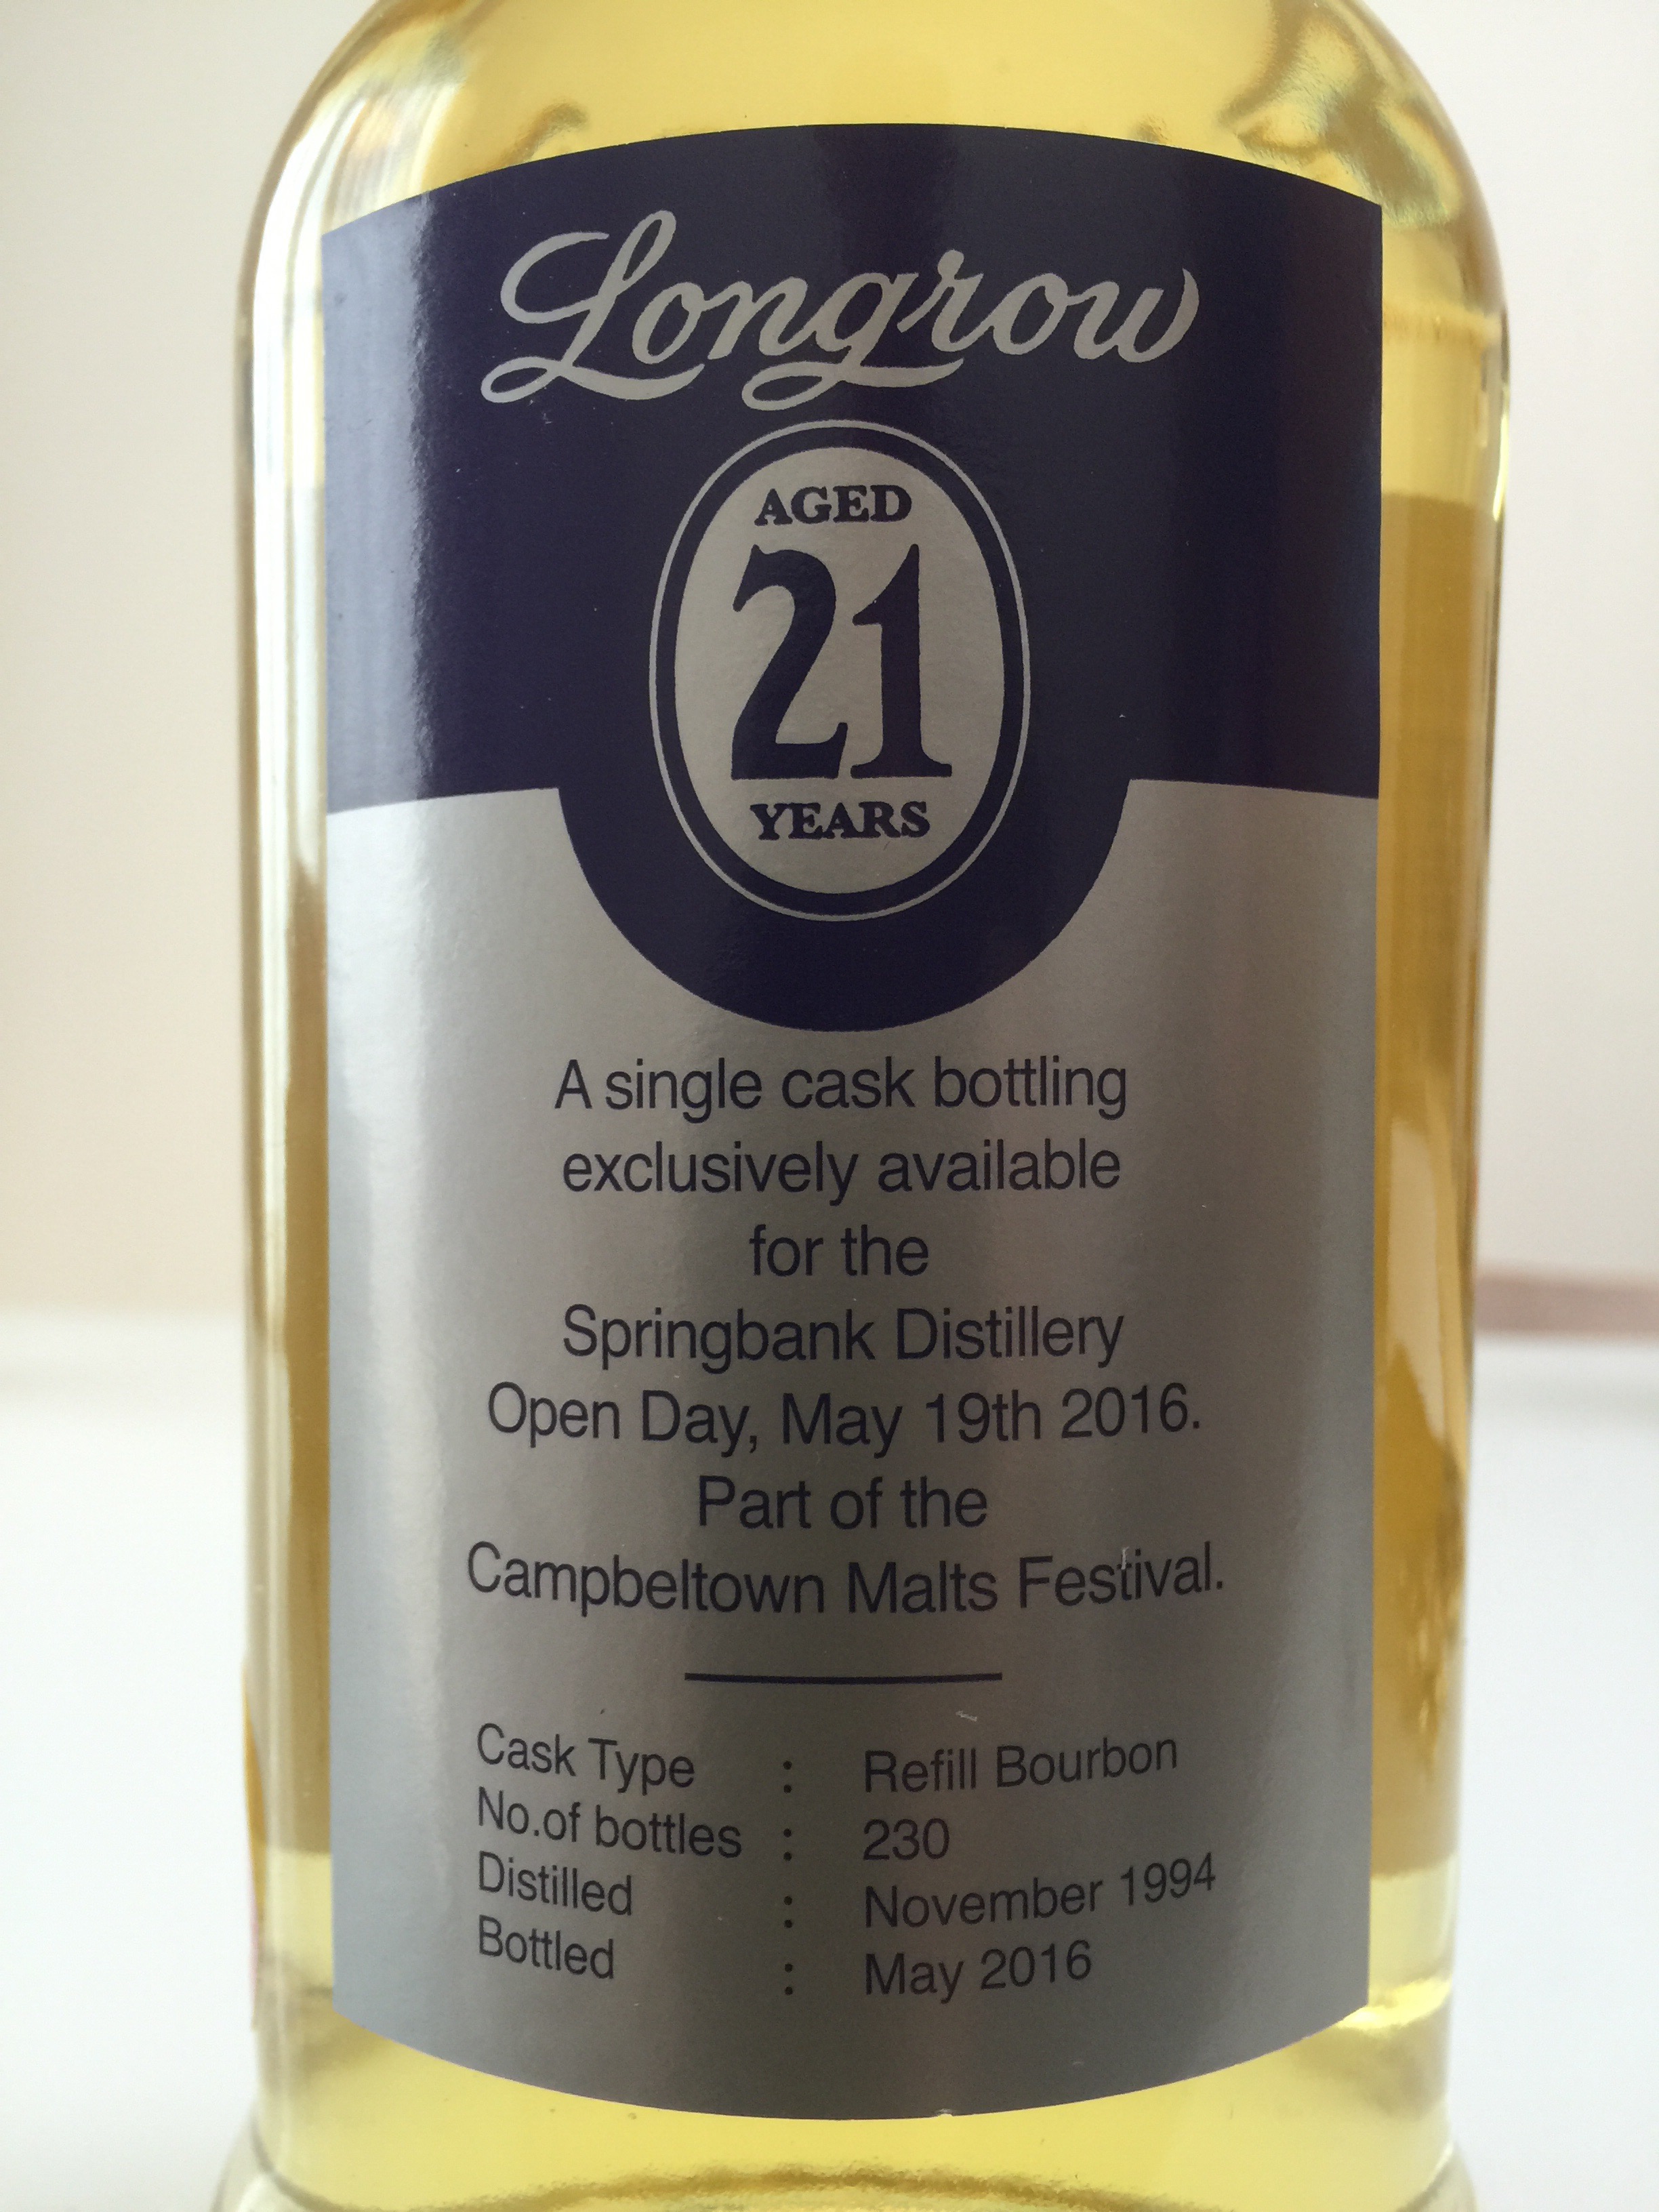 Longrow
AGED
21
YEARS
A single cask bottling
exclusively available
for the
Springbank Distillery
Open Day, May 19th 2016.
Part of the
Campbeltown Malts Festival.
Cask Type : Refill Bourbon
No.of bottles : 230
Distilled : November 1994
Bottled : May 2016